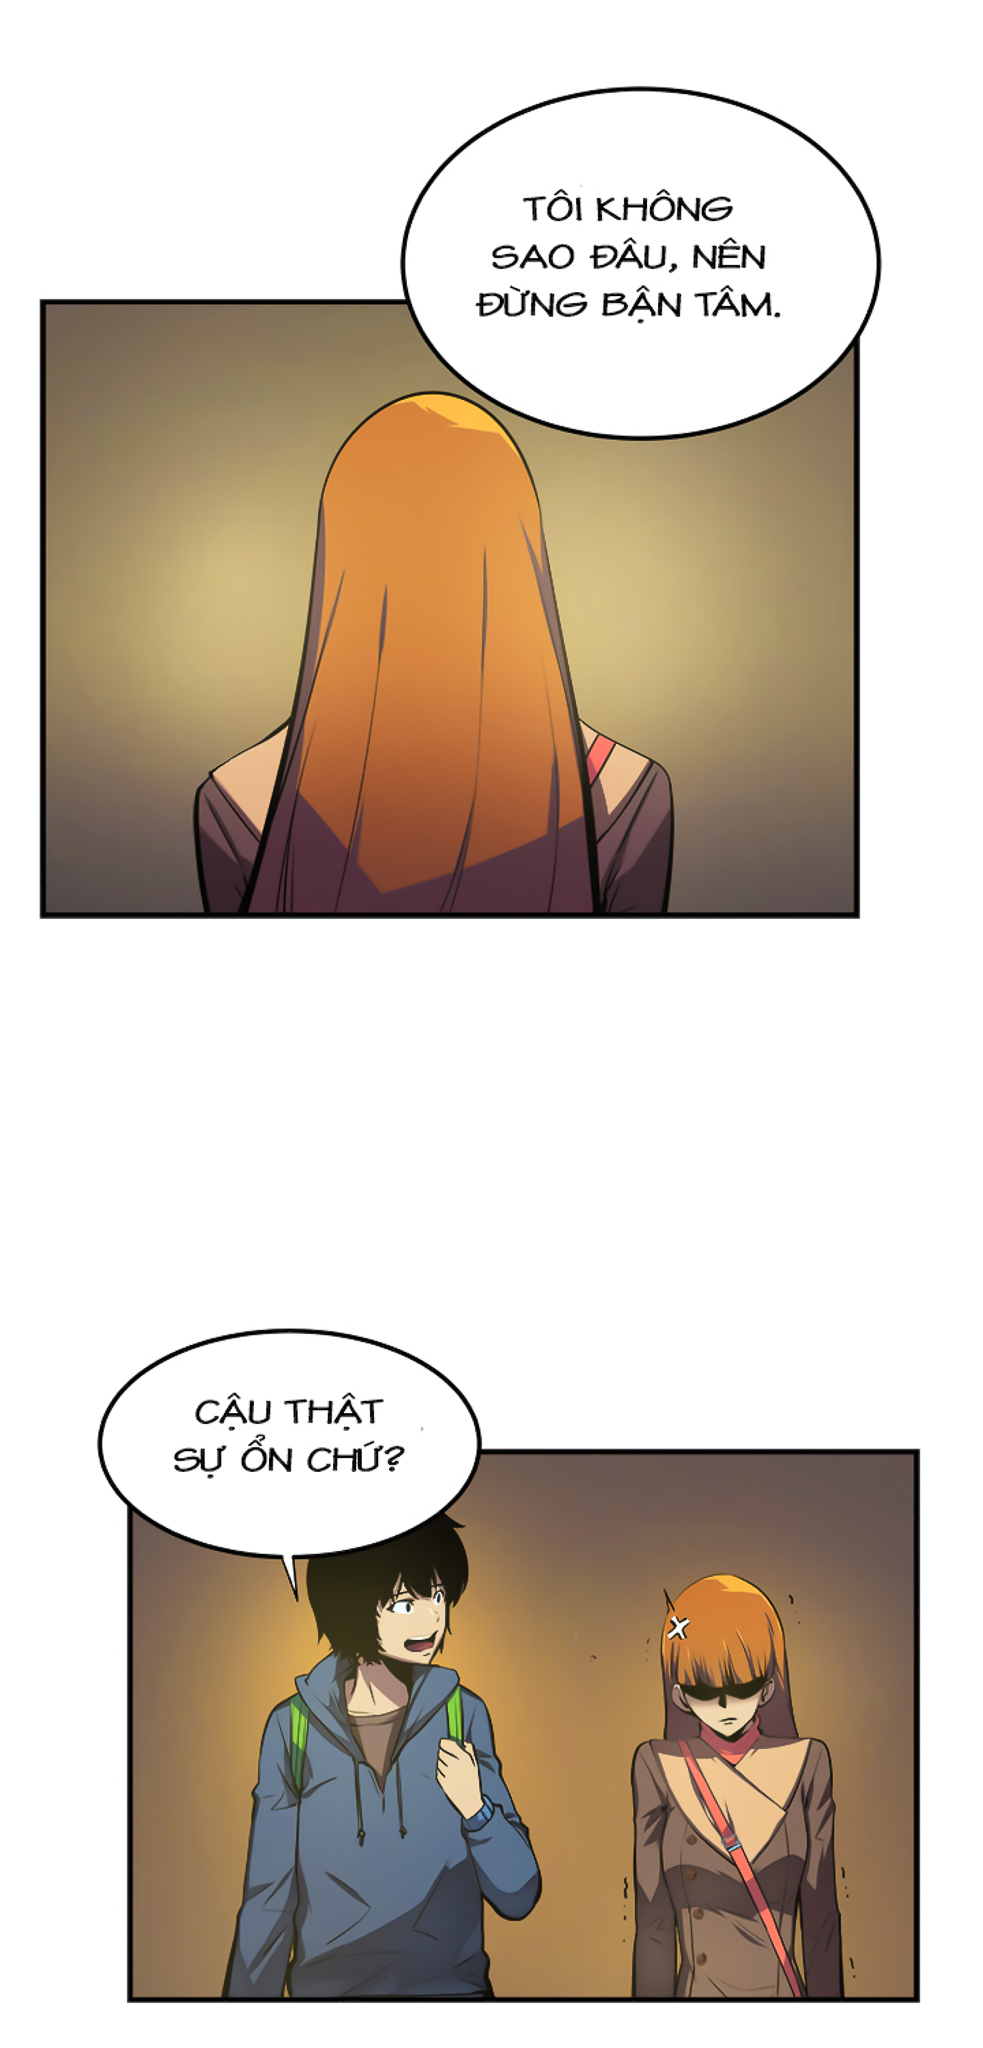 TÔI KHÔNG
SAO ĐÂU, NÊN
ĐỪNG BẬN TÂM.
CẬU THẬT
SỰ ỔN CHỨ?